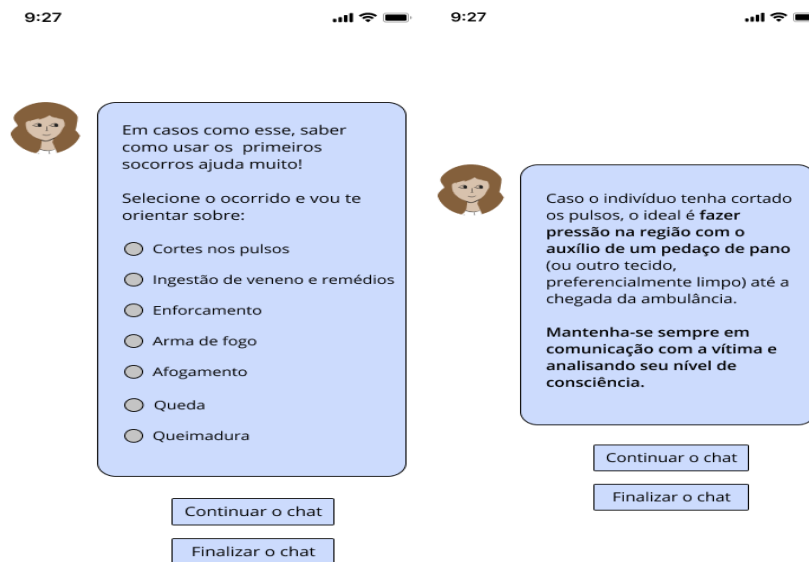 9:27
Em casos como esse, saber
como usar os primeiros
socorros ajuda muito!
Selecione o ocorrido e vou te
orientar sobre:
Cortes nos pulsos
Ingestão de veneno e remédios
Enforcamento
Arma de fogo
Afogamento
Queda
Queimadura
Continuar o chat
Finalizar o chat
9:27
Caso o indivíduo tenha cortado
os pulsos, o ideal é fazer
pressão na região com o
auxílio de um pedaço de pano
(ou outro tecido,
preferencialmente limpo) até a
chegada da ambulância.
Mantenha-se sempre em
comunicação com a vítima e
analisando seu nível de
consciência.
Continuar o chat
Finalizar o chat